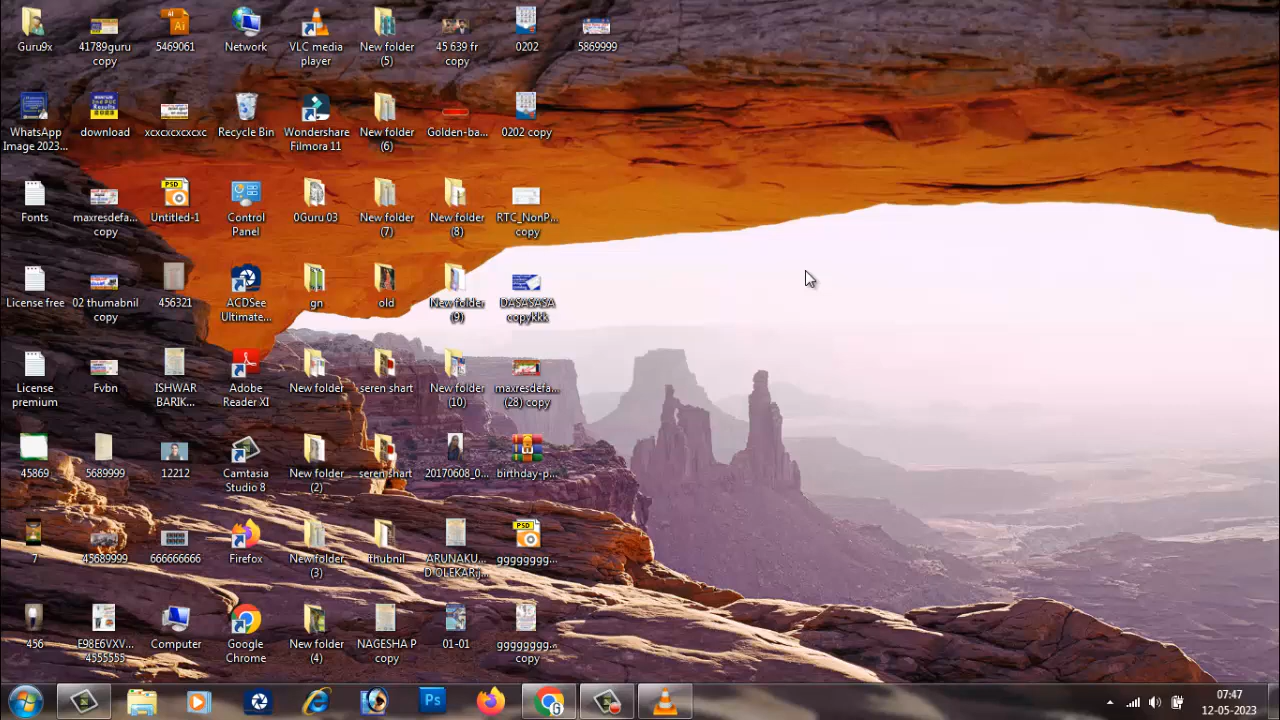 Guru9x
41789guru
copy
5469061
Network
VLC media
player
New folder
(5)
45 639 fr
copy
0202
5869999
WhatsApp
Image 2023...
download
xcxcxcxcxcxc
Recycle Bin
Wondershare
Filmora 11
New folder
(6)
Golden-ba...
0202 copy
Fonts
maxresdefa...
copy
PSD
Untitled-1
Control
Panel
0Guru 03
New folder
(7)
New folder
(8)
RTC_NonP...
copy
License free
02 thumbnil
copy
456321
ACDSee
Ultimate...
gn
old
New folder
(9)
DASASASA
copykkk
License
premium
Fvbn
ISHWAR
BARIK...
Adobe
Reader XI
New folder
seren shart
New folder
(10)
maxresdefa...
(28) copy
45869
5689999
12212
Camtasia
Studio 8
New folder
(2)
seren shart
20170608_0...
birthday-p...
7
45689999
666666666
Firefox
New folder
(3)
thubnil
ARUNAKU...
D OLEKAR.j...
PSD
gggggggg...
456
E98E6VXV...
4555555
Computer
Google
Chrome
New folder
(4)
NAGESHA P
copy
01-01
gggggggg...
copy
Ps
G
07:47
12-05-2023